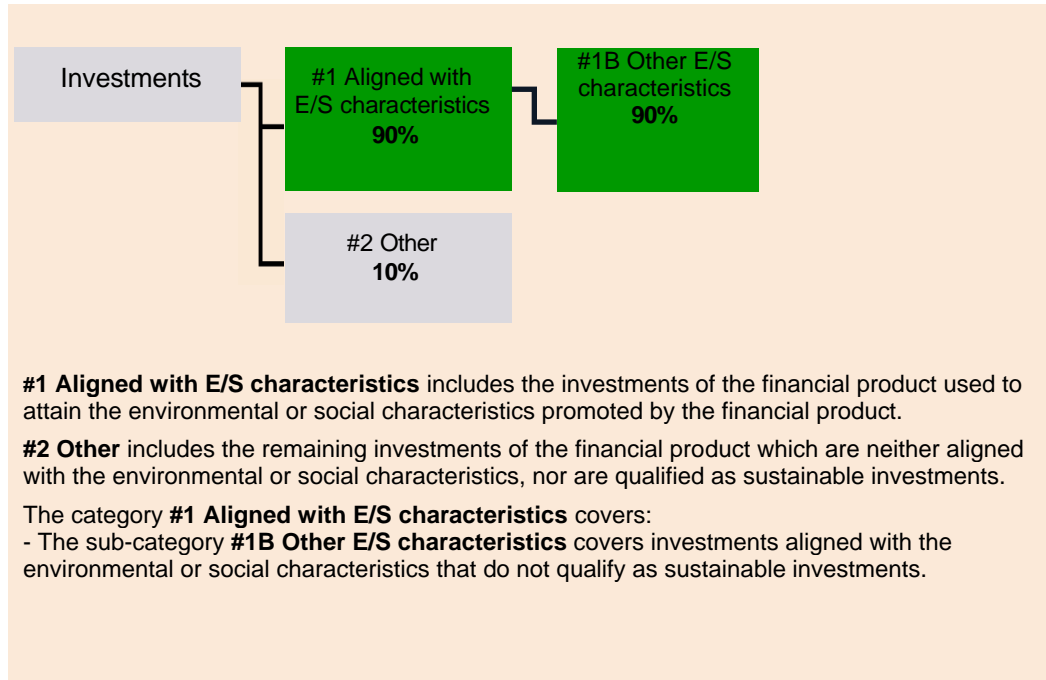 Investments
#1 Aligned with
E/S characteristics
90%
#1B Other E/S
characteristics
90%
#2 Other
10%
#1 Aligned with E/S characteristics includes the investments of the financial product used to
attain the environmental or social characteristics promoted by the financial product.
#2 Other includes the remaining investments of the financial product which are neither aligned
with the environmental or social characteristics, nor are qualified as sustainable investments.
The category #1 Aligned with E/S characteristics covers:
- The sub-category #1B Other E/S characteristics covers investments aligned with the
environmental or social characteristics that do not qualify as sustainable investments.